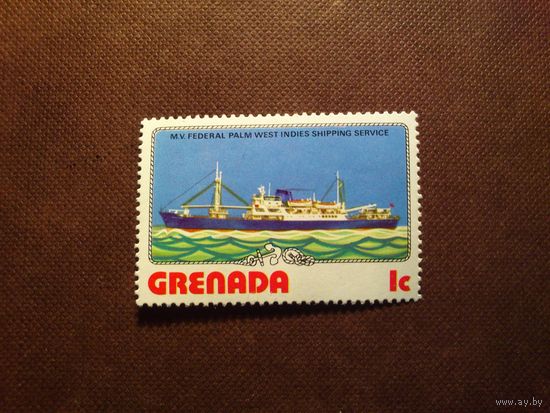 M.V. FEDERAL PALM WEST INDIES SHIPPING SERVICE
GRENADA 1c
www.ay.by